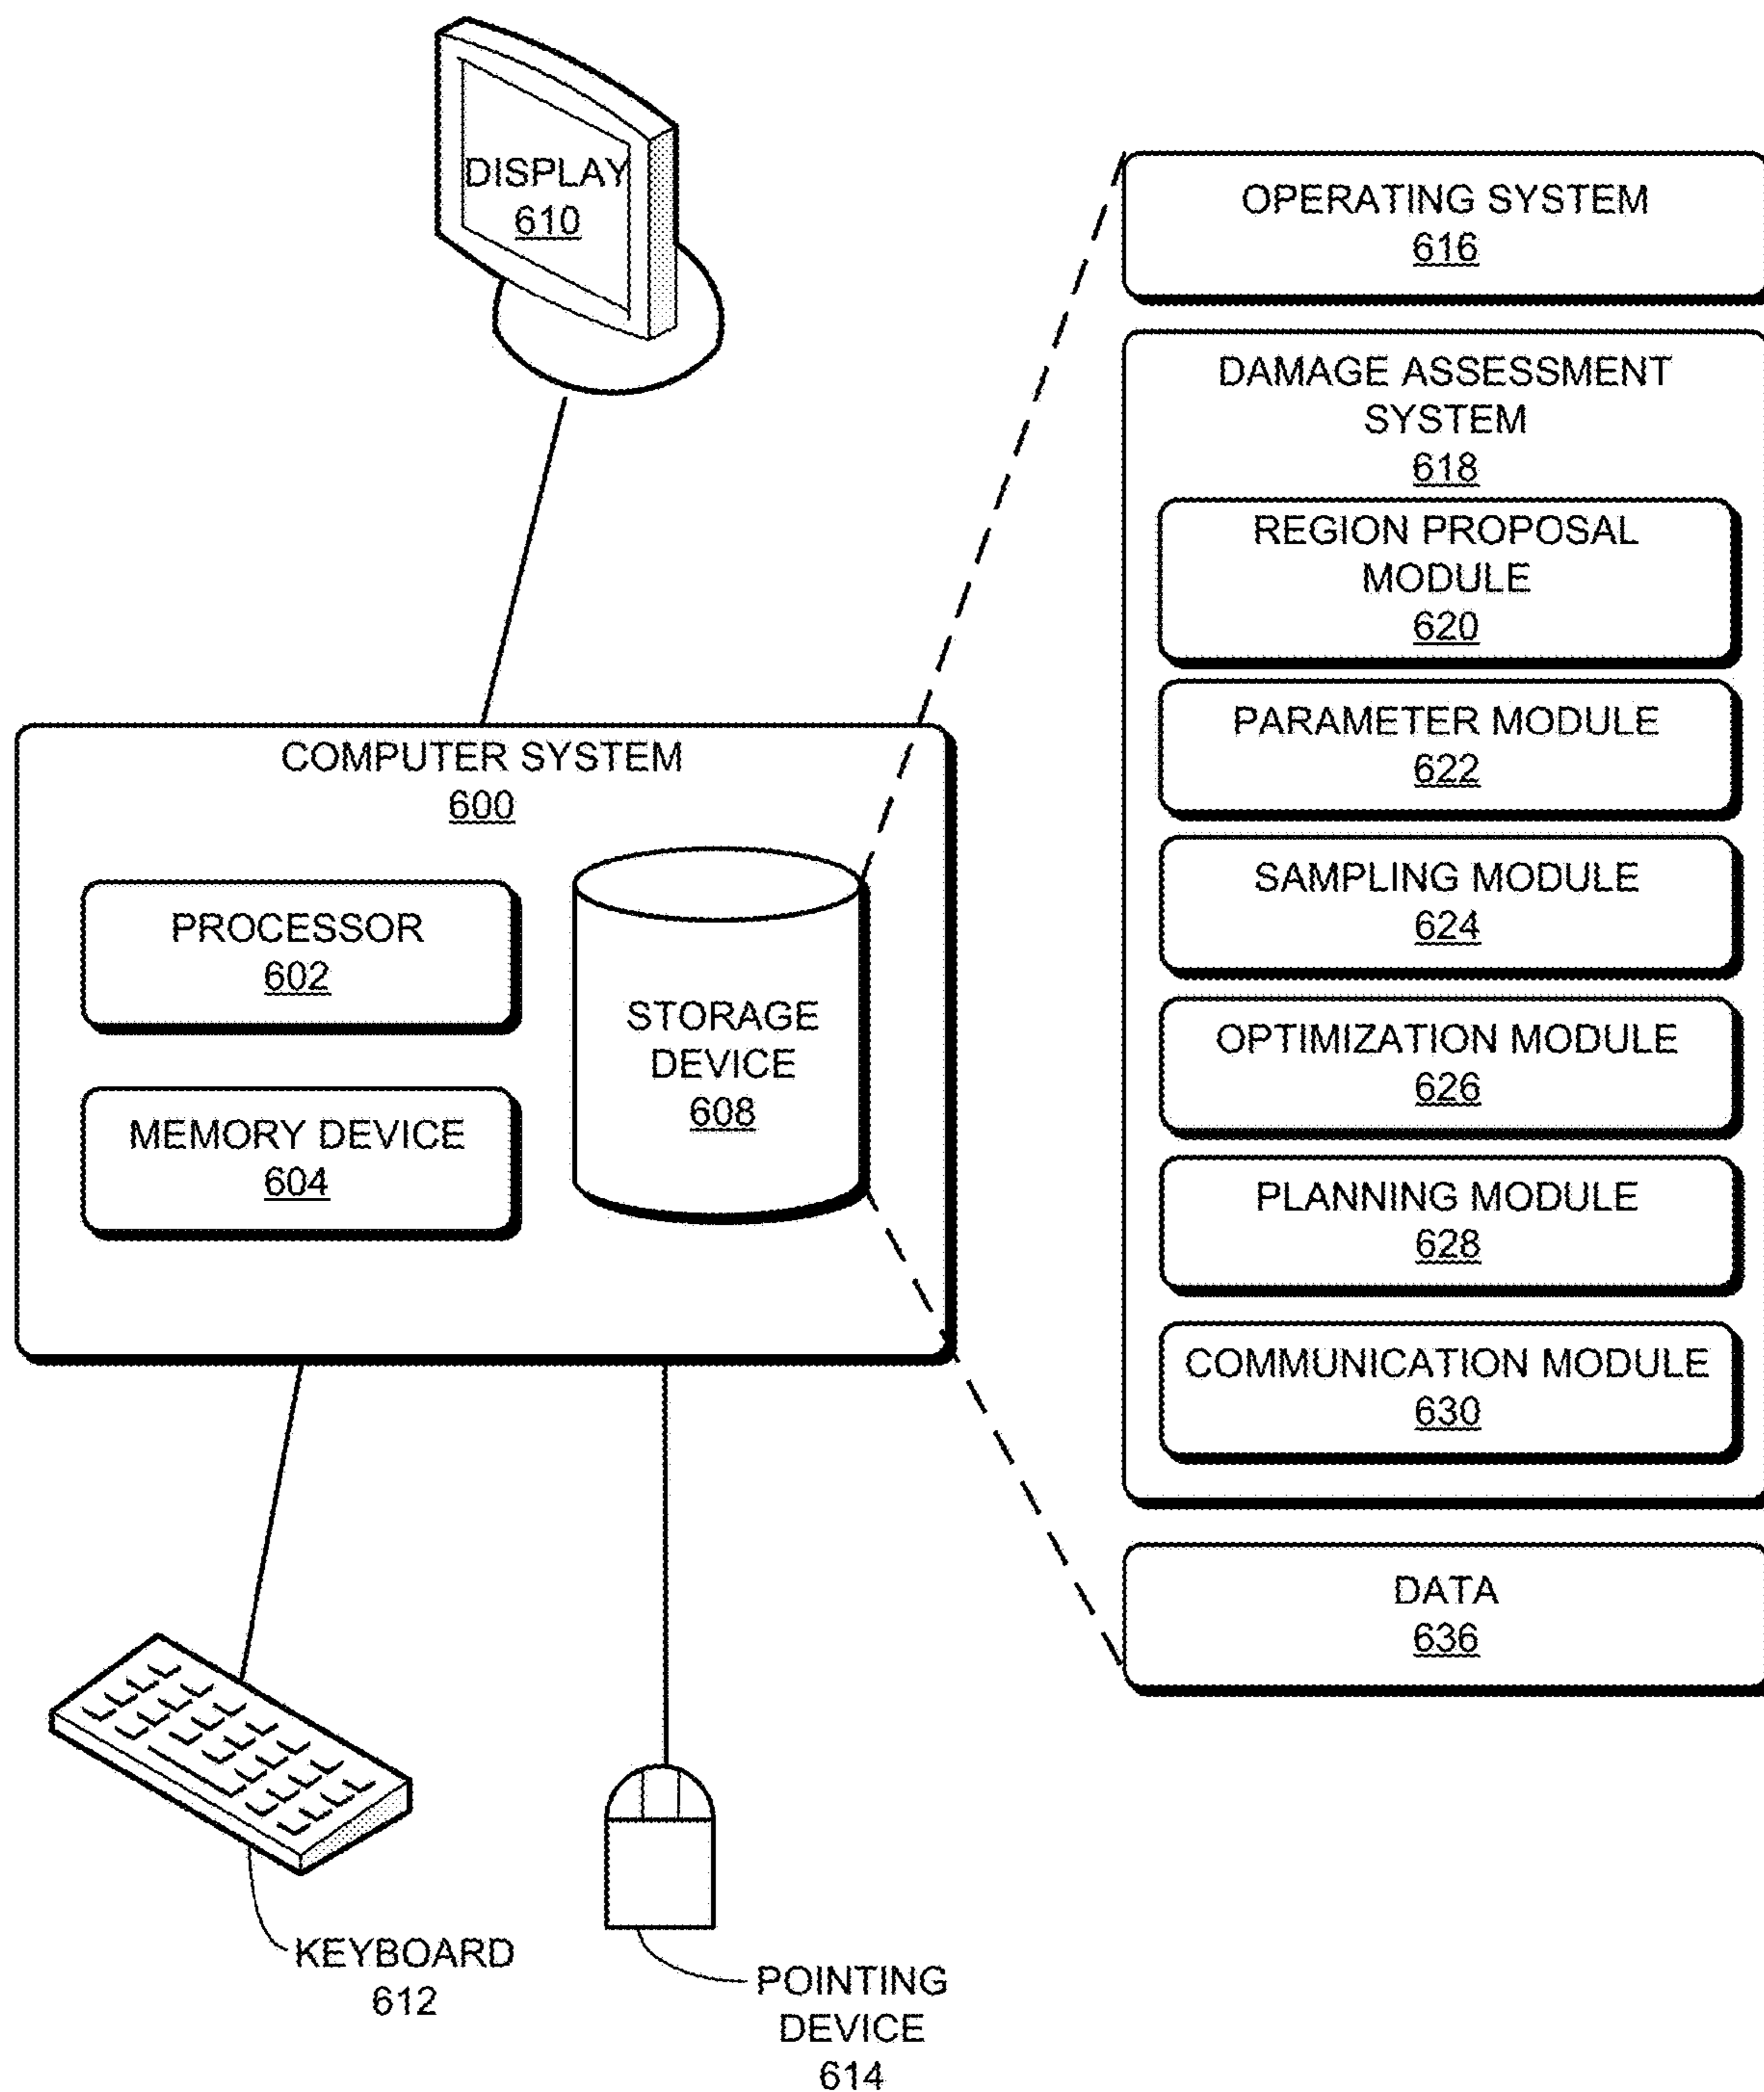 DISPLAY
610
OPERATING SYSTEM
616
DAMAGE ASSESSMENT
SYSTEM
618
REGION PROPOSAL
MODULE
620
PARAMETER MODULE
622
SAMPLING MODULE
624
OPTIMIZATION MODULE
626
PLANNING MODULE
628
COMMUNICATION MODULE
630
DATA
636
COMPUTER SYSTEM
600
PROCESSOR
602
MEMORY DEVICE
604
STORAGE
DEVICE
608
KEYBOARD
612
POINTING
DEVICE
614